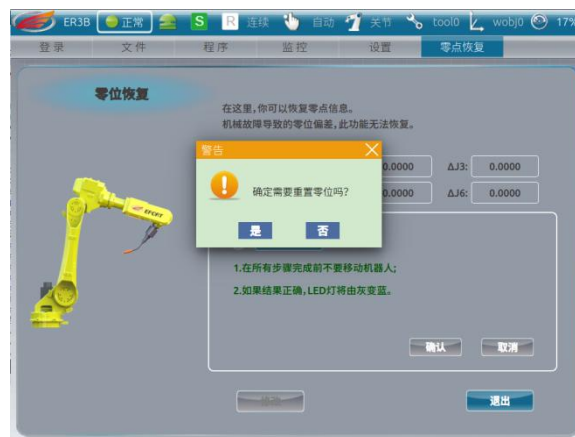 ER3B 正常 S R 连续 自动 关节 tool0 wobj0 17%
登录 文件 程序 监控 设置 零点恢复
零位恢复
在这里,你可以恢复零点信息。
机械故障导致的零位偏差,此功能无法恢复。
警告
确定需要重置零位吗?
是 否
0.0000 ΔJ3: 0.0000
0.0000 ΔJ6: 0.0000
EFORT
1.在所有步骤完成前不要移动机器人;
2.如果结果正确,LED灯将由灰变蓝。
确认 取消
退出